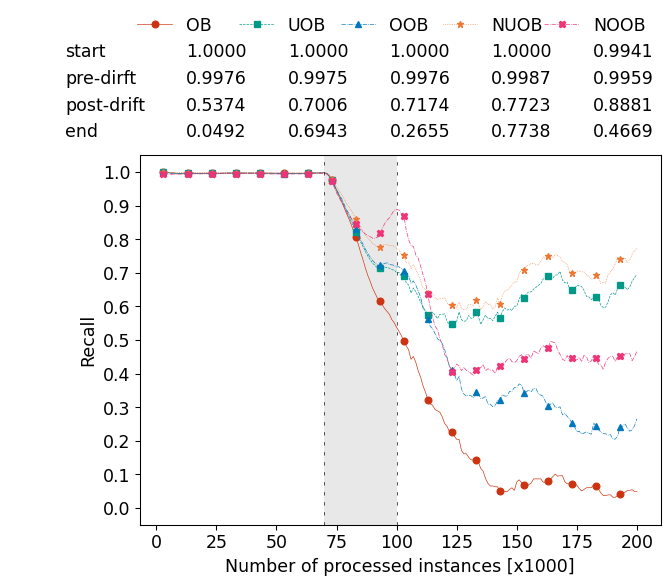 OB UOB OOB NUOB NOOB
start 1.0000 1.0000 1.0000 1.0000 0.9941
pre-dirft 0.9976 0.9975 0.9976 0.9987 0.9959
post-drift 0.5374 0.7006 0.7174 0.7723 0.8881
end 0.0492 0.6943 0.2655 0.7738 0.4669
1.0
0.9
0.8
0.7
0.6
0.5
0.4
0.3
0.2
0.1
0.0
Recall
0 25 50 75 100 125 150 175 200
Number of processed instances [x1000]